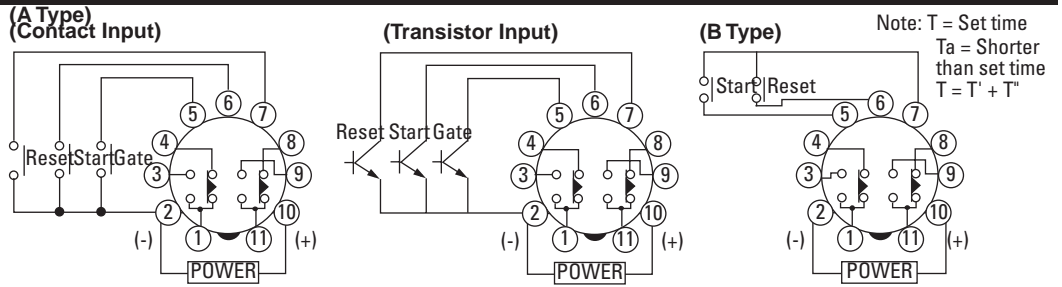 (A Type)
(Contact Input)
(Transistor Input)
(B Type)
Note: T = Set time
Ta = Shorter
than set time
T = T' + T"
Reset Start Gate
5 6 7
4 8
3 9
2 10
1 11
(-) (+)
POWER
Reset Start Gate
5 6 7
4 8
3 9
2 10
1 11
(-) (+)
POWER
Start Reset
5 6 7
4 8
3 9
2 10
1 11
(-) (+)
POWER